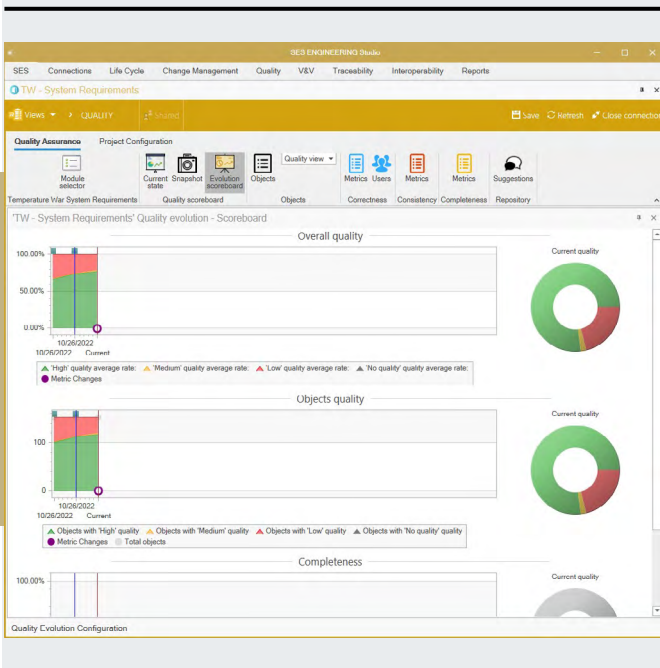 SES ENGINEERING Studio
SES Connections Life Cycle Change Management Quality V&V Traceability Interoperability Reports
TW - System Requirements
Views > QUALITY Shared Save Refresh Close connection
Quality Assurance Project Configuration
Module selector Current state Snapshot Evolution scoreboard Objects Quality view Metrics Users Metrics Metrics Suggestions
Temperature War System Requirements Quality scoreboard Objects Correctness Consistency Completeness Repository
'TW - System Requirements' Quality evolution - Scoreboard
Overall quality
100.00%
50.00%
0.00%
10/26/2022
10/26/2022 Current
Current quality
'High' quality average rate: 'Medium' quality average rate: 'Low' quality average rate: 'No quality' quality average rate:
Metric Changes
Objects quality
100
0
10/26/2022
10/26/2022 Current
Current quality
Objects with 'High' quality Objects with 'Medium' quality Objects with 'Low' quality Objects with 'No quality' quality
Metric Changes Total objects
Completeness
100.00%
Current quality
Quality Evolution Configuration